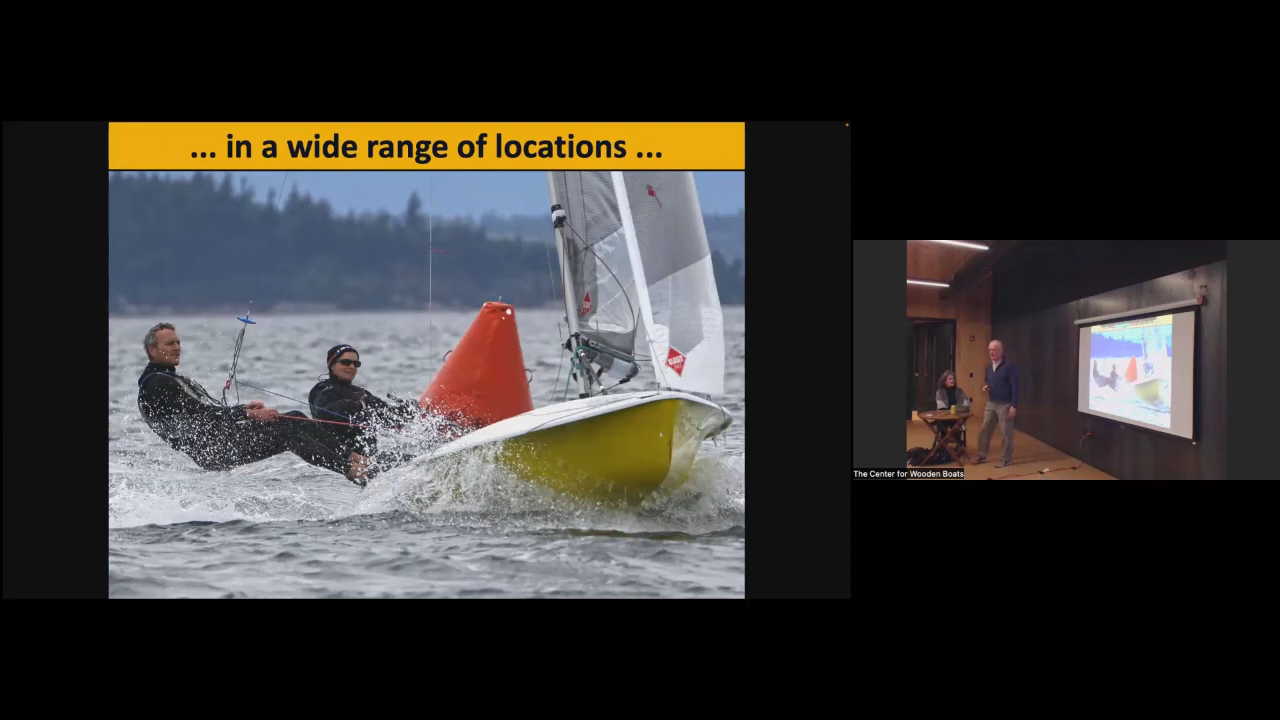 ... in a wide range of locations ...
The Center for Wooden Boats